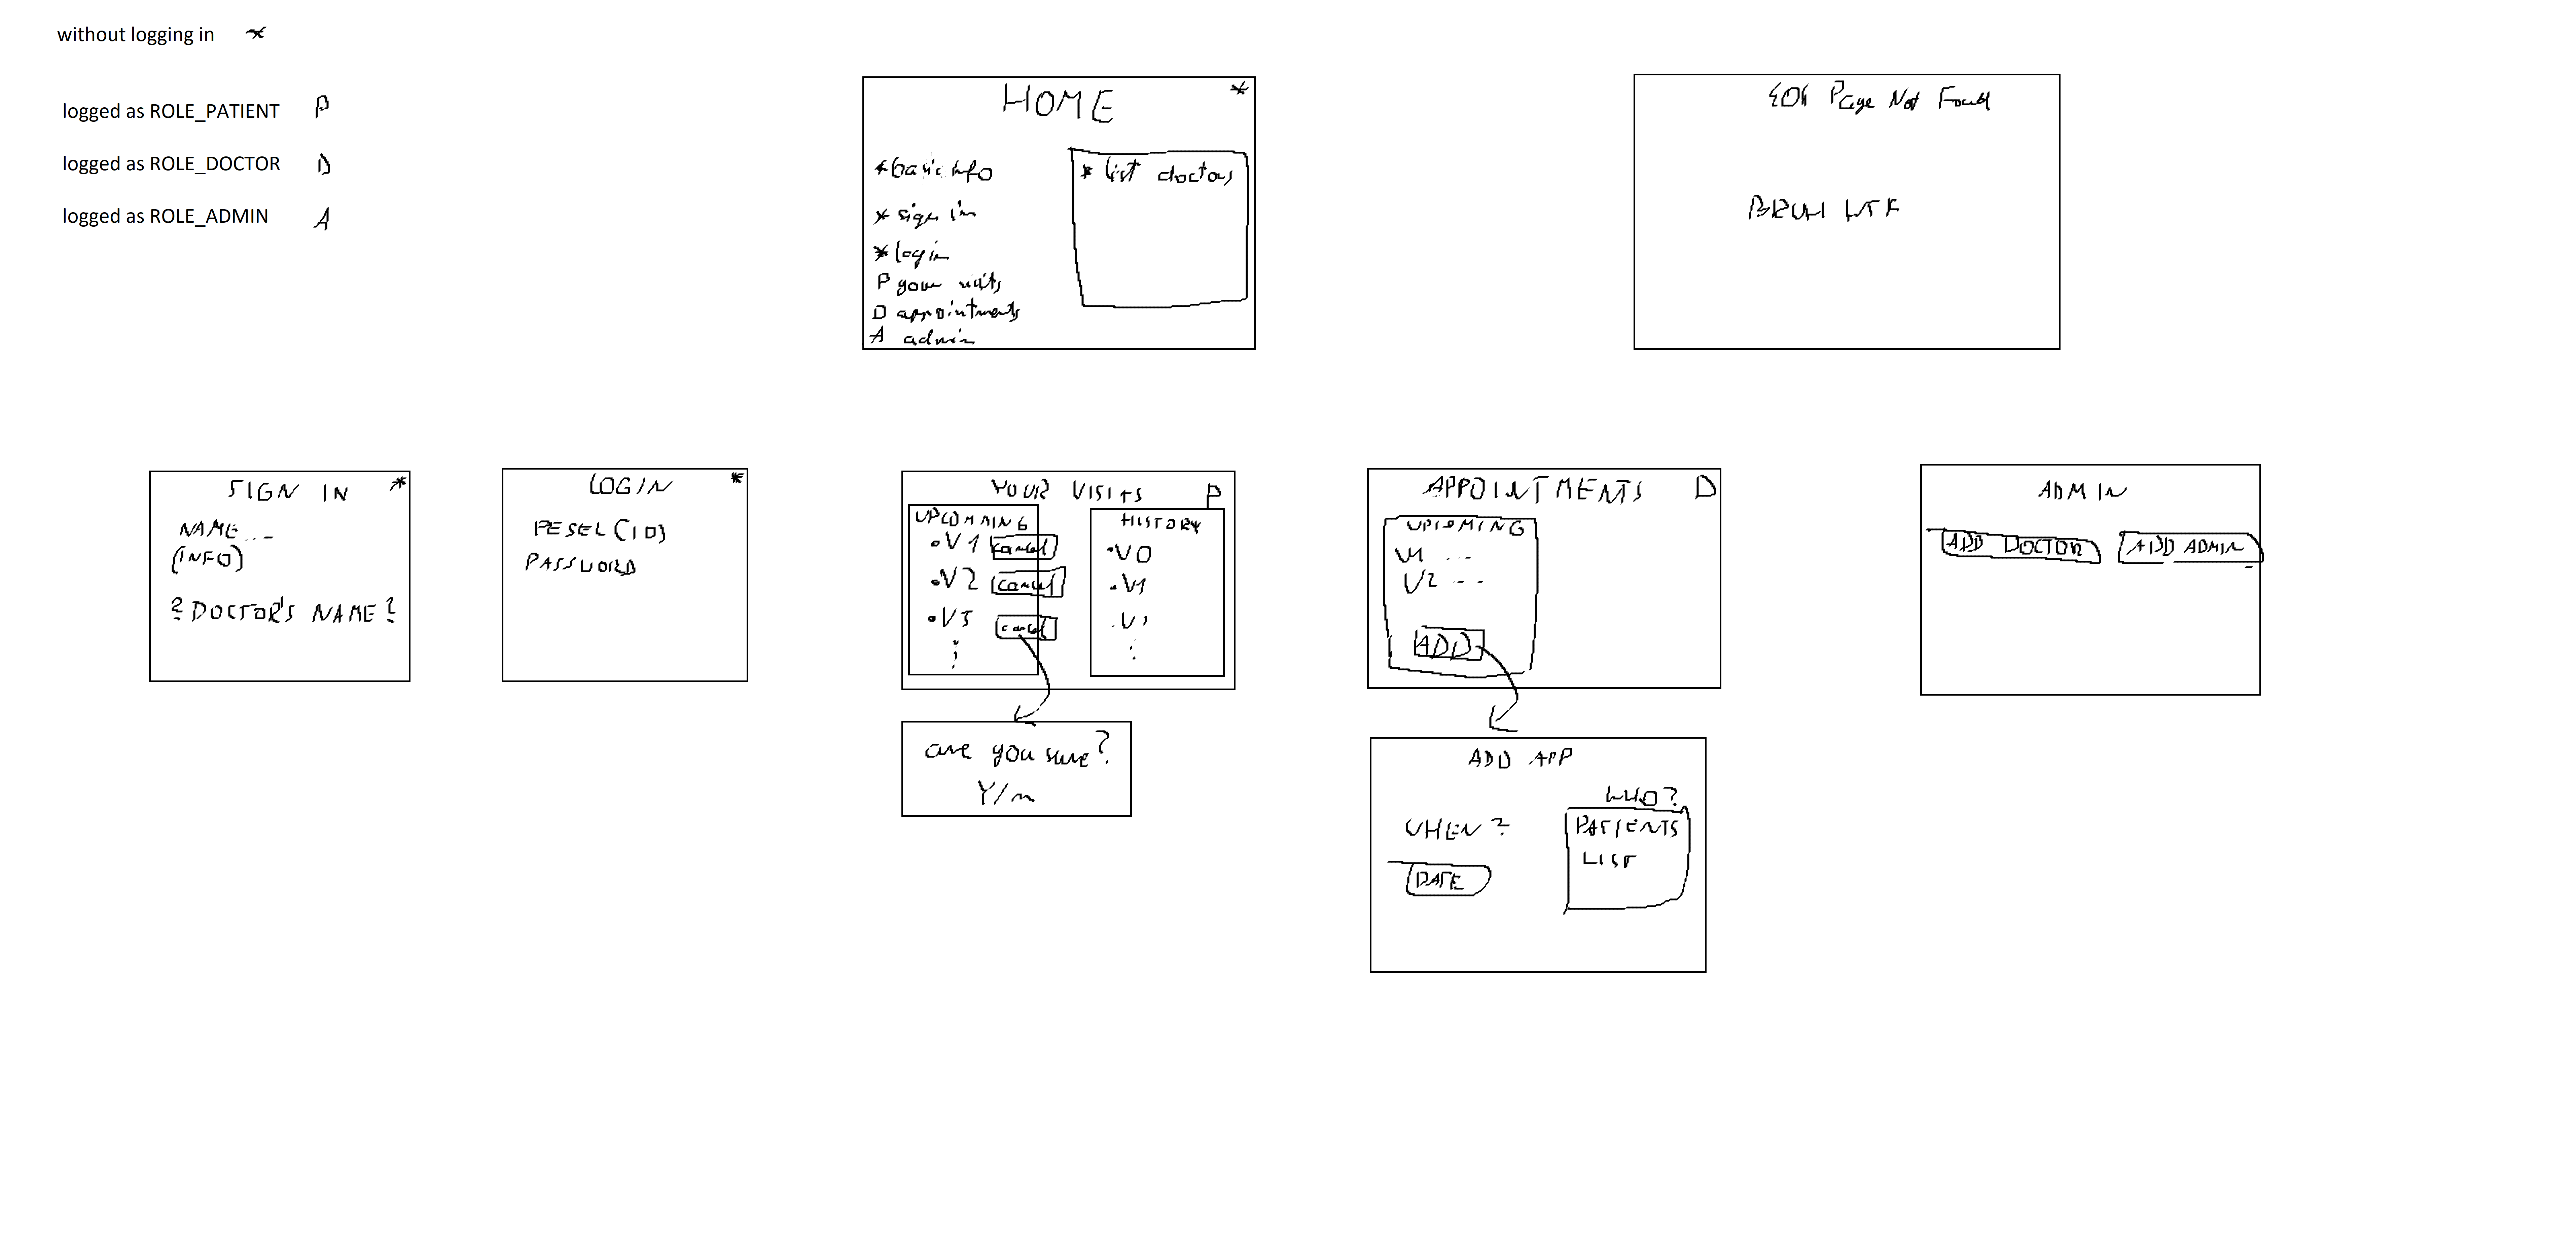 without logging in *
logged as ROLE_PATIENT P
logged as ROLE_DOCTOR D
logged as ROLE_ADMIN A
HOME *
* basic info
* sign in
* login
P your visits
D appointments
A admin
* list doctors
404 Page Not Found
BRUH WTF
SIGN IN *
NAME...
(INFO)
? DOCTOR'S NAME ?
LOGIN *
PESEL (ID)
PASSWORD
YOUR VISITS P
UPCOMMING
• V1 cancel
• V2 cancel
• V3 cancel
HISTORY
• V0
• V1
are you sure?
Y/n
APPOINTMENTS D
UPCOMING
V1 ...
V2 ...
ADD
ADD APP
WHEN?
DATE
WHO?
PATIENTS
LIST
ADMIN
ADD DOCTOR
ADD ADMIN